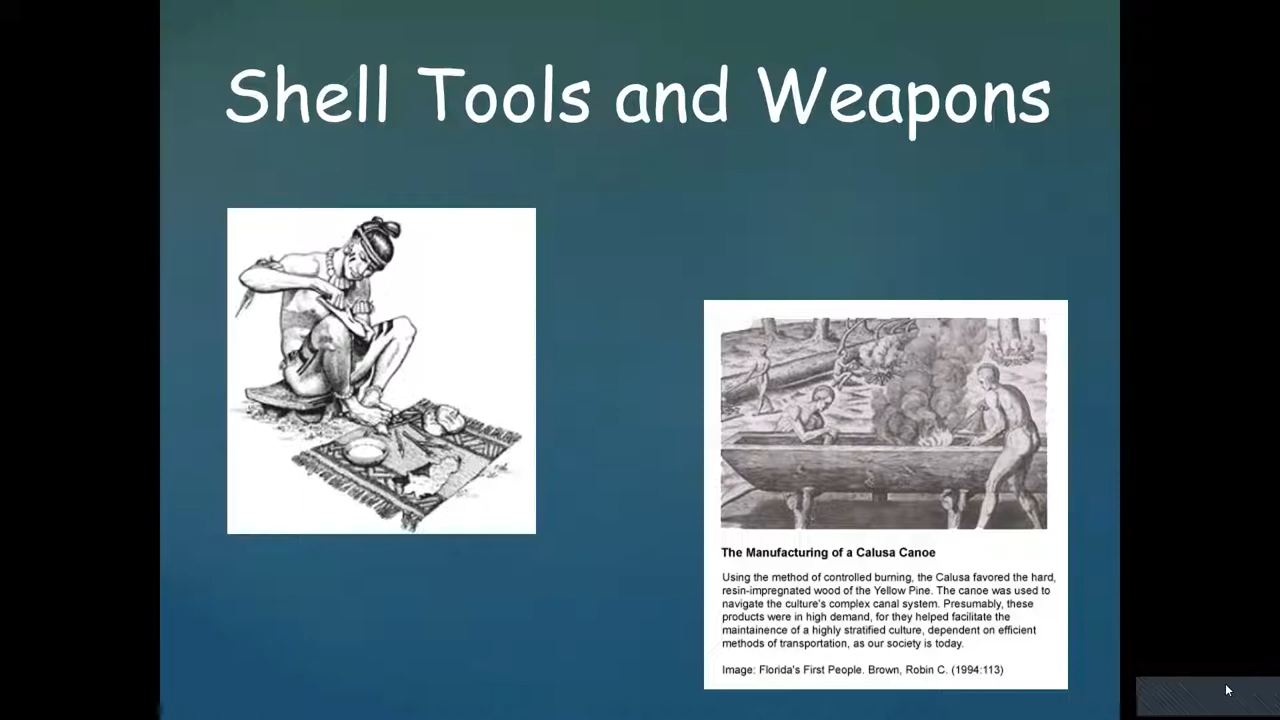 Shell Tools and Weapons
The Manufacturing of a Calusa Canoe
Using the method of controlled burning, the Calusa favored the hard,
resin-impregnated wood of the Yellow Pine. The canoe was used to
navigate the culture's complex canal system. Presumably, these
products were in high demand, for they helped facilitate the
maintainence of a highly stratified culture, dependent on efficient
methods of transportation, as our society is today.
Image: Florida's First People. Brown, Robin C. (1994:113)